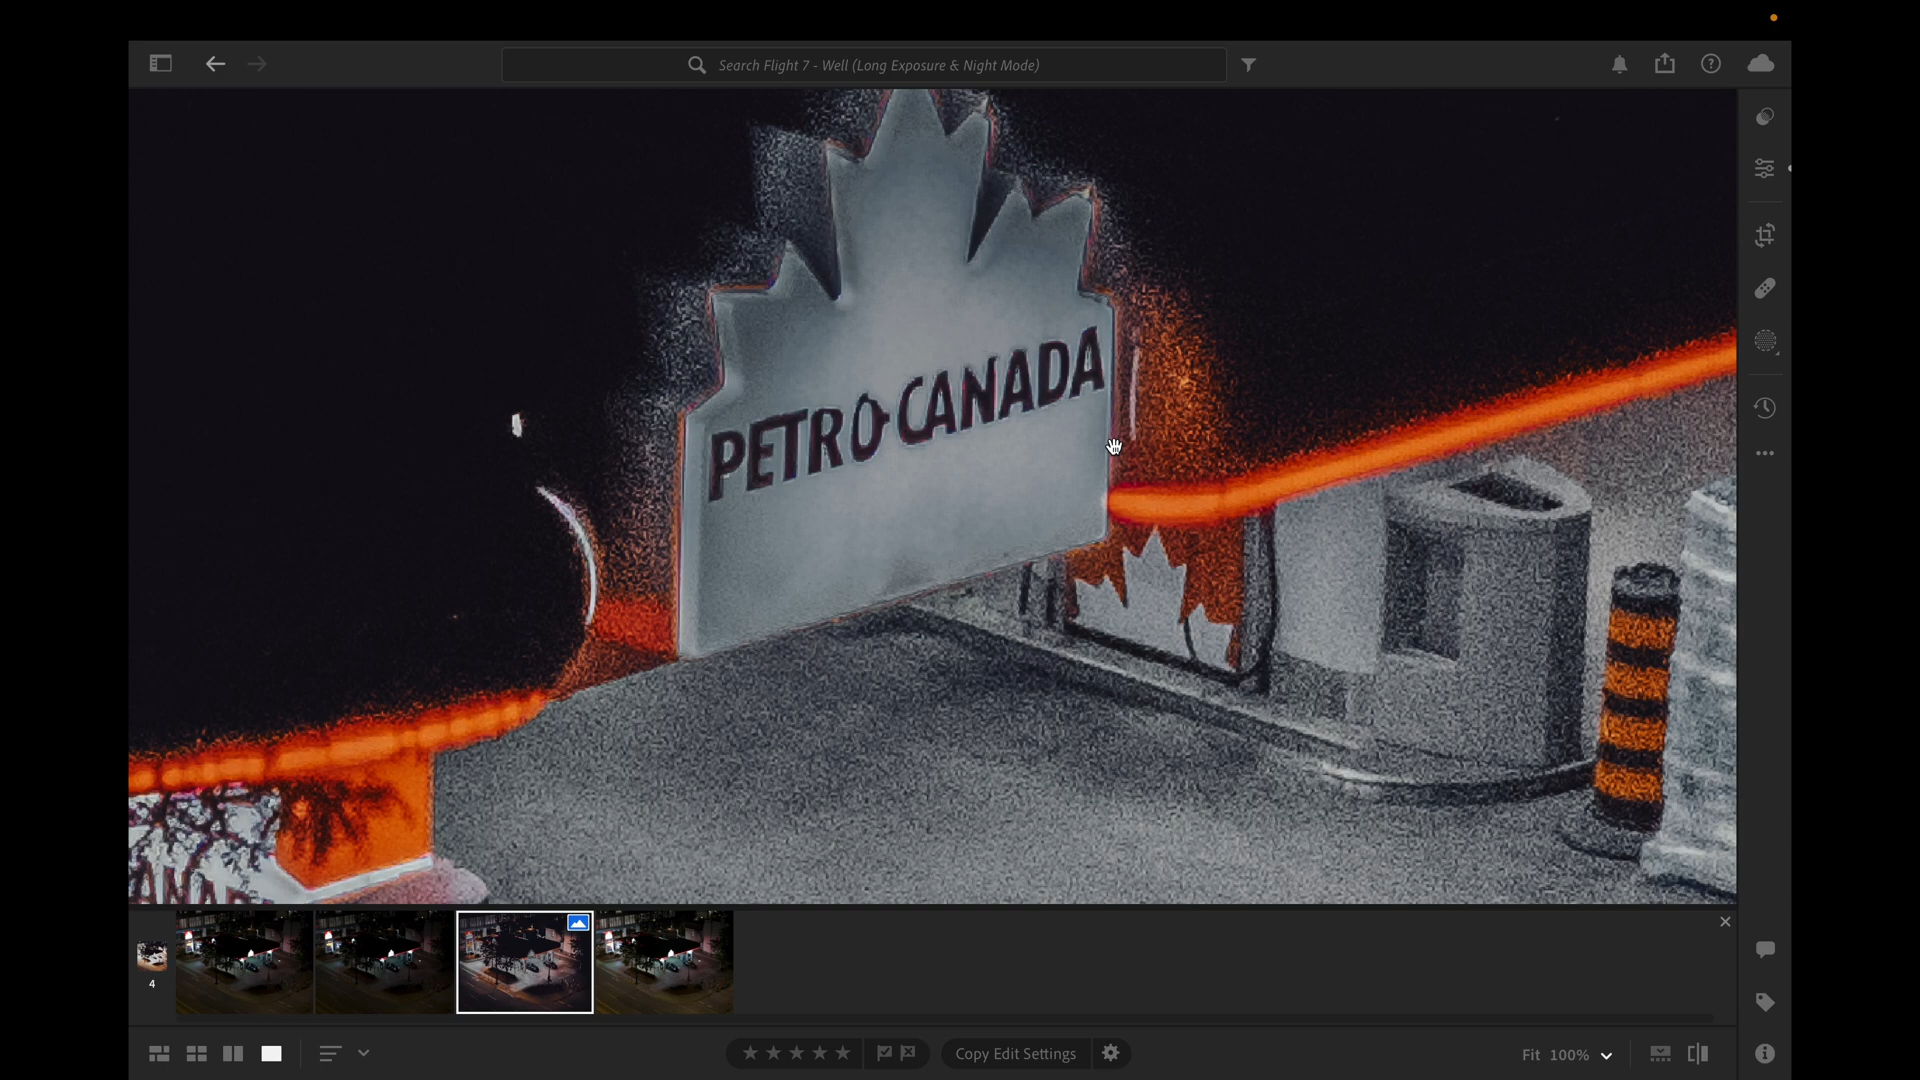 Search Flight 7 - Well (Long Exposure & Night Mode)
PETRO-CANADA
4
Copy Edit Settings
Fit 100%